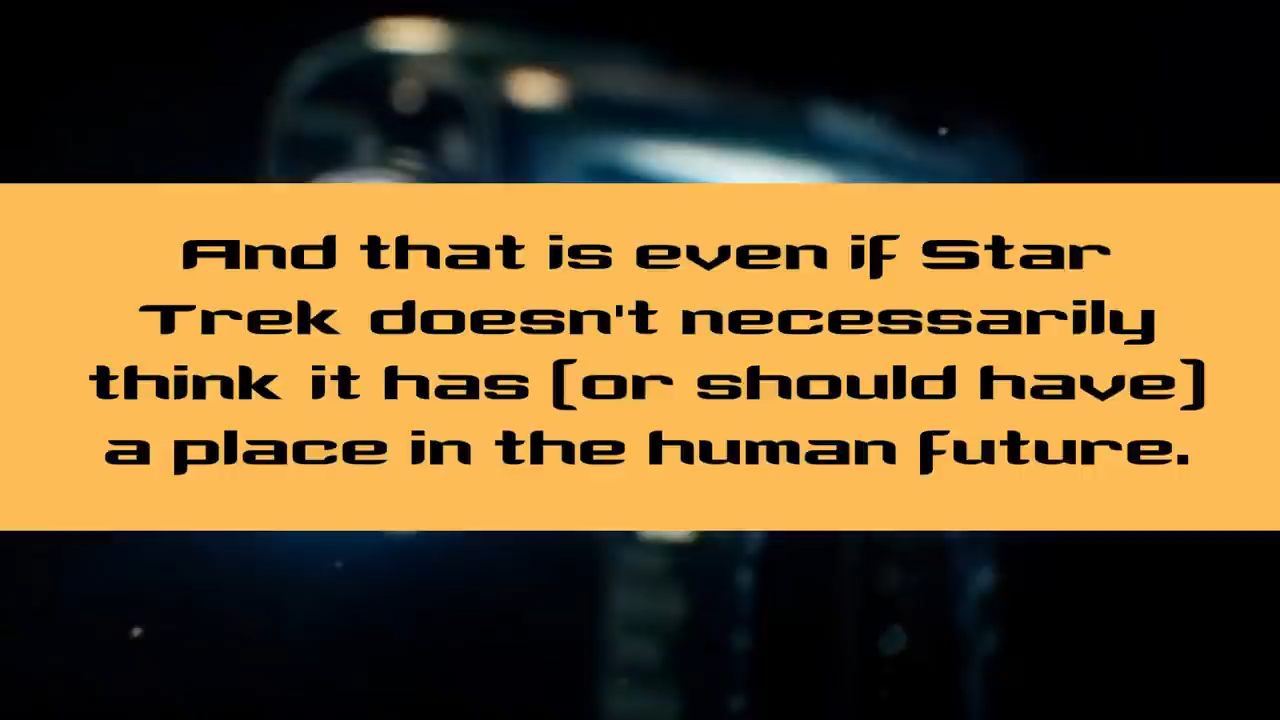 And that is even if Star
Trek doesn't necessarily
think it has (or should have)
a place in the human future.